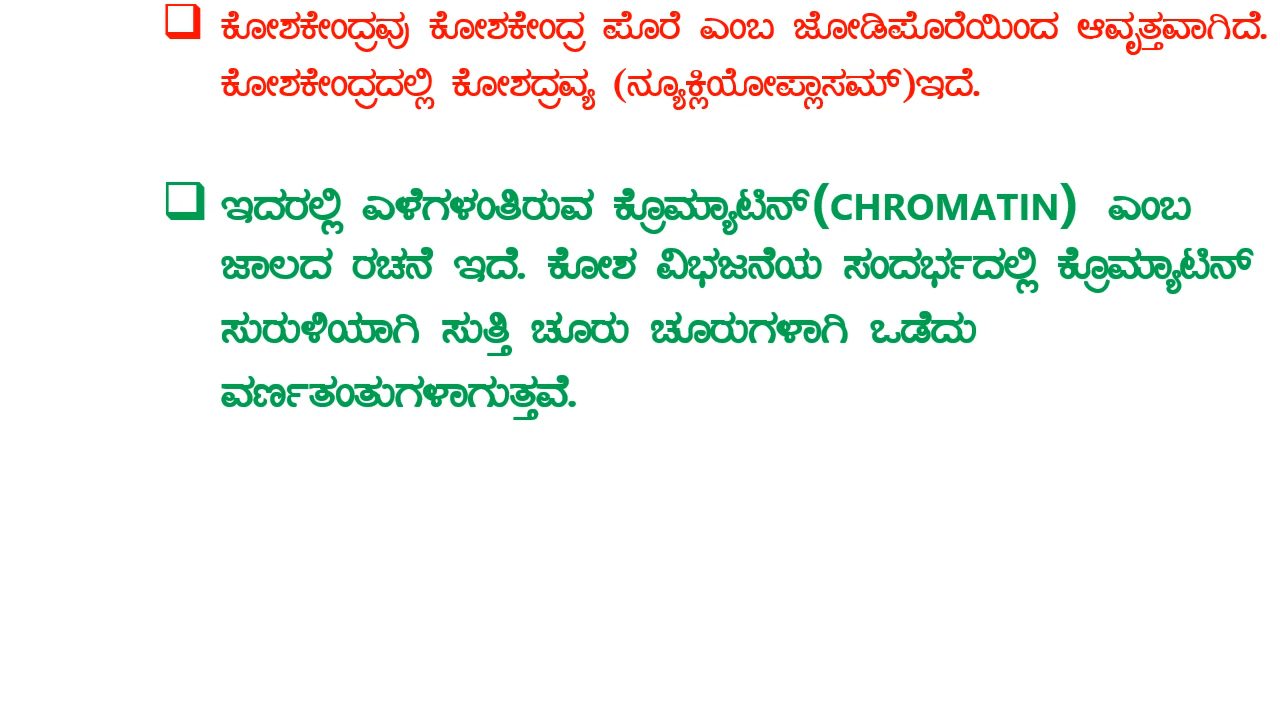 ❑ ಕೋಶಕೇಂದ್ರವು ಕೋಶಕೇಂದ್ರ ಪೊರೆ ಎಂಬ ಜೋಡಿಪೊರೆಯಿಂದ ಆವೃತ್ತವಾಗಿದೆ.
ಕೋಶಕೇಂದ್ರದಲ್ಲಿ ಕೋಶದ್ರವ್ಯ (ನ್ಯೂಕ್ಲಿಯೋಪ್ಲಾಸಮ್)ಇದೆ.
❑ ಇದರಲ್ಲಿ ಎಳೆಗಳಂತಿರುವ ಕ್ರೊಮ್ಯಾಟಿನ್(CHROMATIN) ಎಂಬ
ಜಾಲದ ರಚನೆ ಇದೆ. ಕೋಶ ವಿಭಜನೆಯ ಸಂದರ್ಭದಲ್ಲಿ ಕ್ರೊಮ್ಯಾಟಿನ್
ಸುರುಳಿಯಾಗಿ ಸುತ್ತಿ ಚೂರು ಚೂರುಗಳಾಗಿ ಒಡೆದು
ವರ್ಣತಂತುಗಳಾಗುತ್ತವೆ.